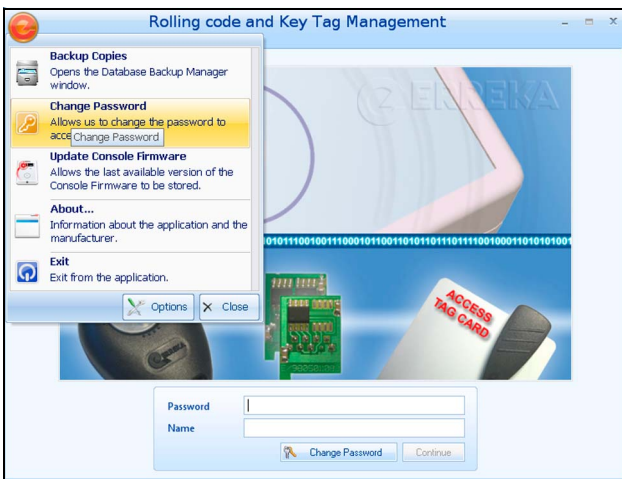 Rolling code and Key Tag Management
Backup Copies
Opens the Database Backup Manager
window.
Change Password
Allows us to change the password to
acce
Change Password
Update Console Firmware
Allows the last available version of the
Console Firmware to be stored.
About...
Information about the application and the
manufacturer.
Exit
Exit from the application.
Options
Close
ERREKA
ACCESS
TAG CARD
Password
Name
Change Password
Continue